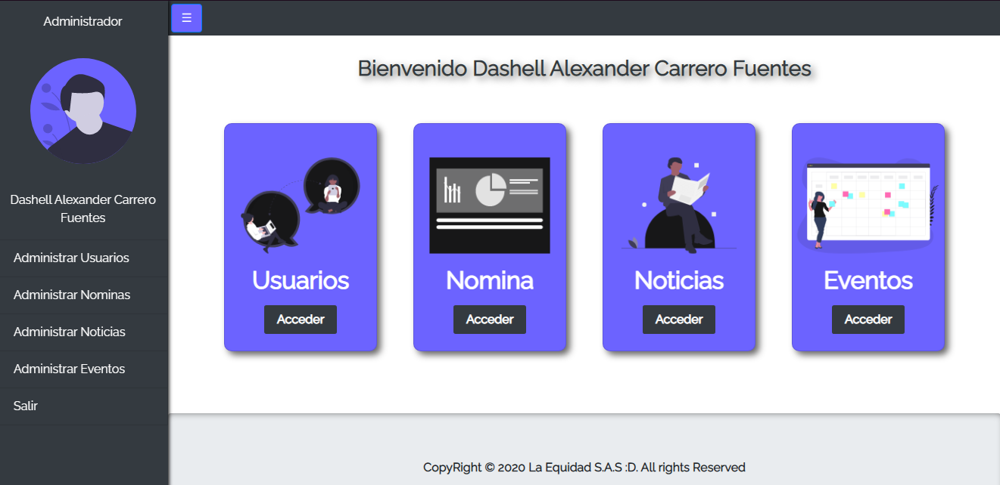 Administrador
☰
Dashell Alexander Carrero
Fuentes
Administrar Usuarios
Administrar Nominas
Administrar Noticias
Administrar Eventos
Salir
Bienvenido Dashell Alexander Carrero Fuentes
Usuarios
Acceder
Nomina
Acceder
Noticias
Acceder
Eventos
Acceder
CopyRight © 2020 La Equidad S.A.S :D. All rights Reserved